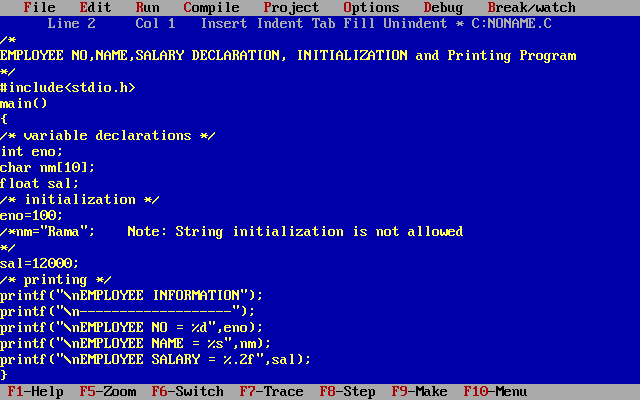 File Edit Run Compile Project Options Debug Break/watch
Line 2 Col 1 Insert Indent Tab Fill Unindent * C:NONAME.C
/*
EMPLOYEE NO,NAME,SALARY DECLARATION, INITIALIZATION and Printing Program
*/
#include<stdio.h>
main()
{
/* variable declarations */
int eno;
char nm[10];
float sal;
/* initialization */
eno=100;
/*nm="Rama"; Note: String initialization is not allowed
*/
sal=12000;
/* printing */
printf("\nEMPLOYEE INFORMATION");
printf("\n--------------------");
printf("\nEMPLOYEE NO = %d",eno);
printf("\nEMPLOYEE NAME = %s",nm);
printf("\nEMPLOYEE SALARY = %.2f",sal);
}
F1-Help F5-Zoom F6-Switch F7-Trace F8-Step F9-Make F10-Menu